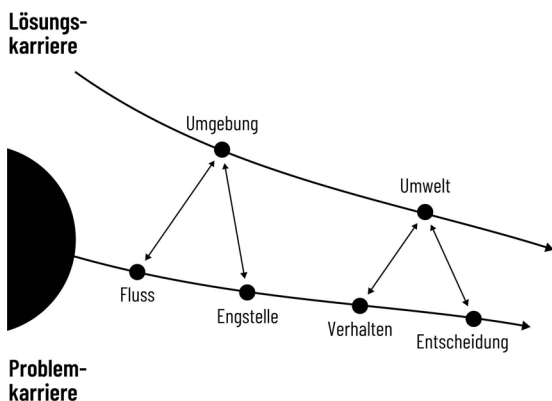 Lösungs-
karriere
Umgebung
Umwelt
Fluss
Engstelle
Verhalten
Entscheidung
Problem-
karriere